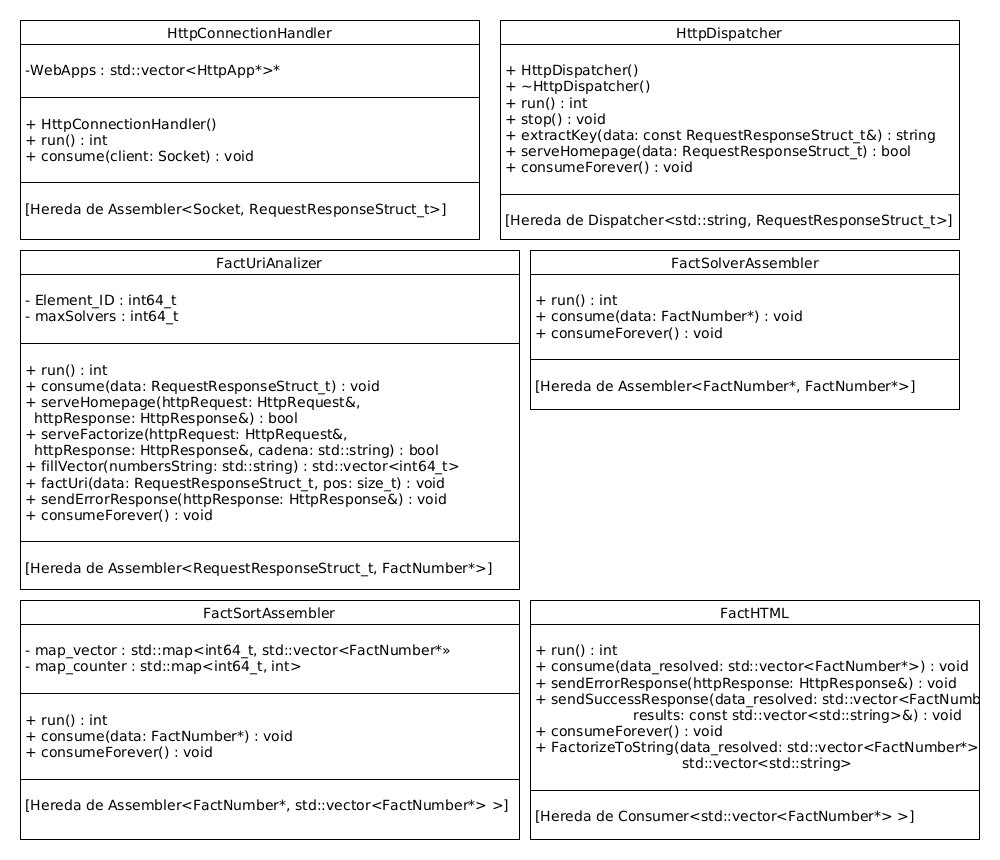 HttpConnectionHandler
-WebApps : std::vector<HttpApp*>*
+ HttpConnectionHandler()
+ run() : int
+ consume(client: Socket) : void
[Hereda de Assembler<Socket, RequestResponseStruct_t>]
HttpDispatcher
+ HttpDispatcher()
+ ~HttpDispatcher()
+ run() : int
+ stop() : void
+ extractKey(data: const RequestResponseStruct_t&) : string
+ serveHomepage(data: RequestResponseStruct_t) : bool
+ consumeForever() : void
[Hereda de Dispatcher<std::string, RequestResponseStruct_t>]
FactUriAnalizer
- Element_ID : int64_t
- maxSolvers : int64_t
+ run() : int
+ consume(data: RequestResponseStruct_t) : void
+ serveHomepage(httpRequest: HttpRequest&,
httpResponse: HttpResponse&) : bool
+ serveFactorize(httpRequest: HttpRequest&,
httpResponse: HttpResponse&, cadena: std::string) : bool
+ fillVector(numbersString: std::string) : std::vector<int64_t>
+ factUri(data: RequestResponseStruct_t, pos: size_t) : void
+ sendErrorResponse(httpResponse: HttpResponse&) : void
+ consumeForever() : void
[Hereda de Assembler<RequestResponseStruct_t, FactNumber*>]
FactSolverAssembler
+ run() : int
+ consume(data: FactNumber*) : void
+ consumeForever() : void
[Hereda de Assembler<FactNumber*, FactNumber*>]
FactSortAssembler
- map_vector : std::map<int64_t, std::vector<FactNumber*»
- map_counter : std::map<int64_t, int>
+ run() : int
+ consume(data: FactNumber*) : void
+ consumeForever() : void
[Hereda de Assembler<FactNumber*, std::vector<FactNumber*> >]
FactHTML
+ run() : int
+ consume(data_resolved: std::vector<FactNumber*>) : void
+ sendErrorResponse(httpResponse: HttpResponse&) : void
+ sendSuccessResponse(data_resolved: std::vector<FactNumb
results: const std::vector<std::string>&) : void
+ consumeForever() : void
+ FactorizeToString(data_resolved: std::vector<FactNumber*>
std::vector<std::string>
[Hereda de Consumer<std::vector<FactNumber*> >]